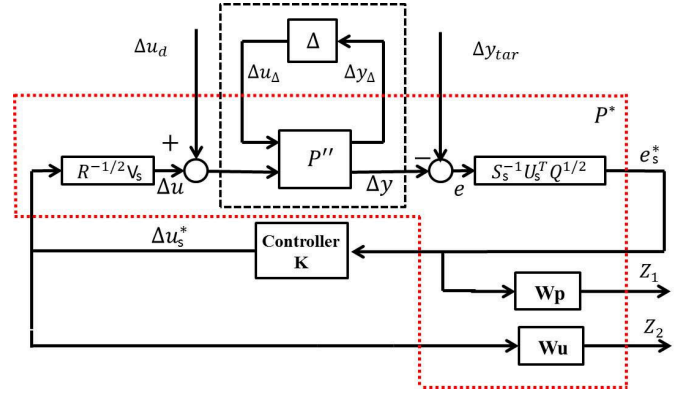 Δu_d
Δ
Δy_tar
Δu_Δ
Δy_Δ
P*
+
−
e_s^*
R^{-1/2} V_s
P''
S_s^{-1} U_s^T Q^{1/2}
Δu
Δy
e
Δu_s^*
Controller
K
Wp
Z_1
Wu
Z_2